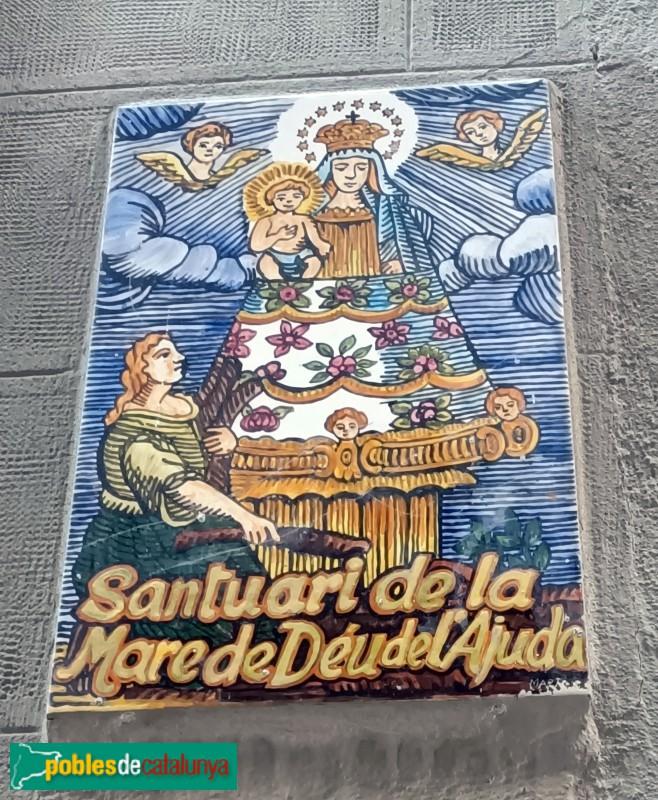 Santuari de la
Mare de Déu de l'Ajuda
poblesdecatalunya